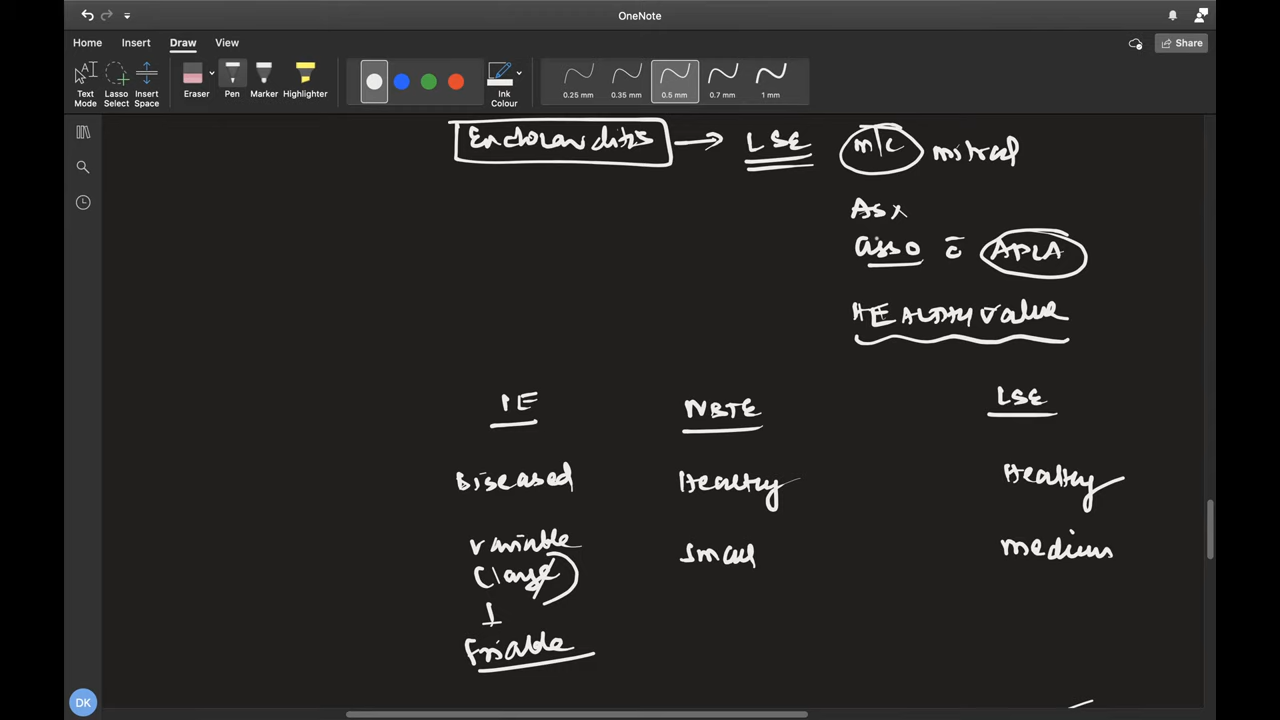 OneNote
Home Insert Draw View
Share
Text Mode
Lasso Select
Insert Space
Eraser
Pen
Marker
Highlighter
Ink Colour
0.25 mm
0.35 mm
0.5 mm
0.7 mm
1 mm
Endocarditis → LSE m/c mitral
Asx
asso c̄ APLA
HEALTHY valve
IE NBTE LSE
Diseased Healthy Healthy
variable small medium
(large)
Friable
DK